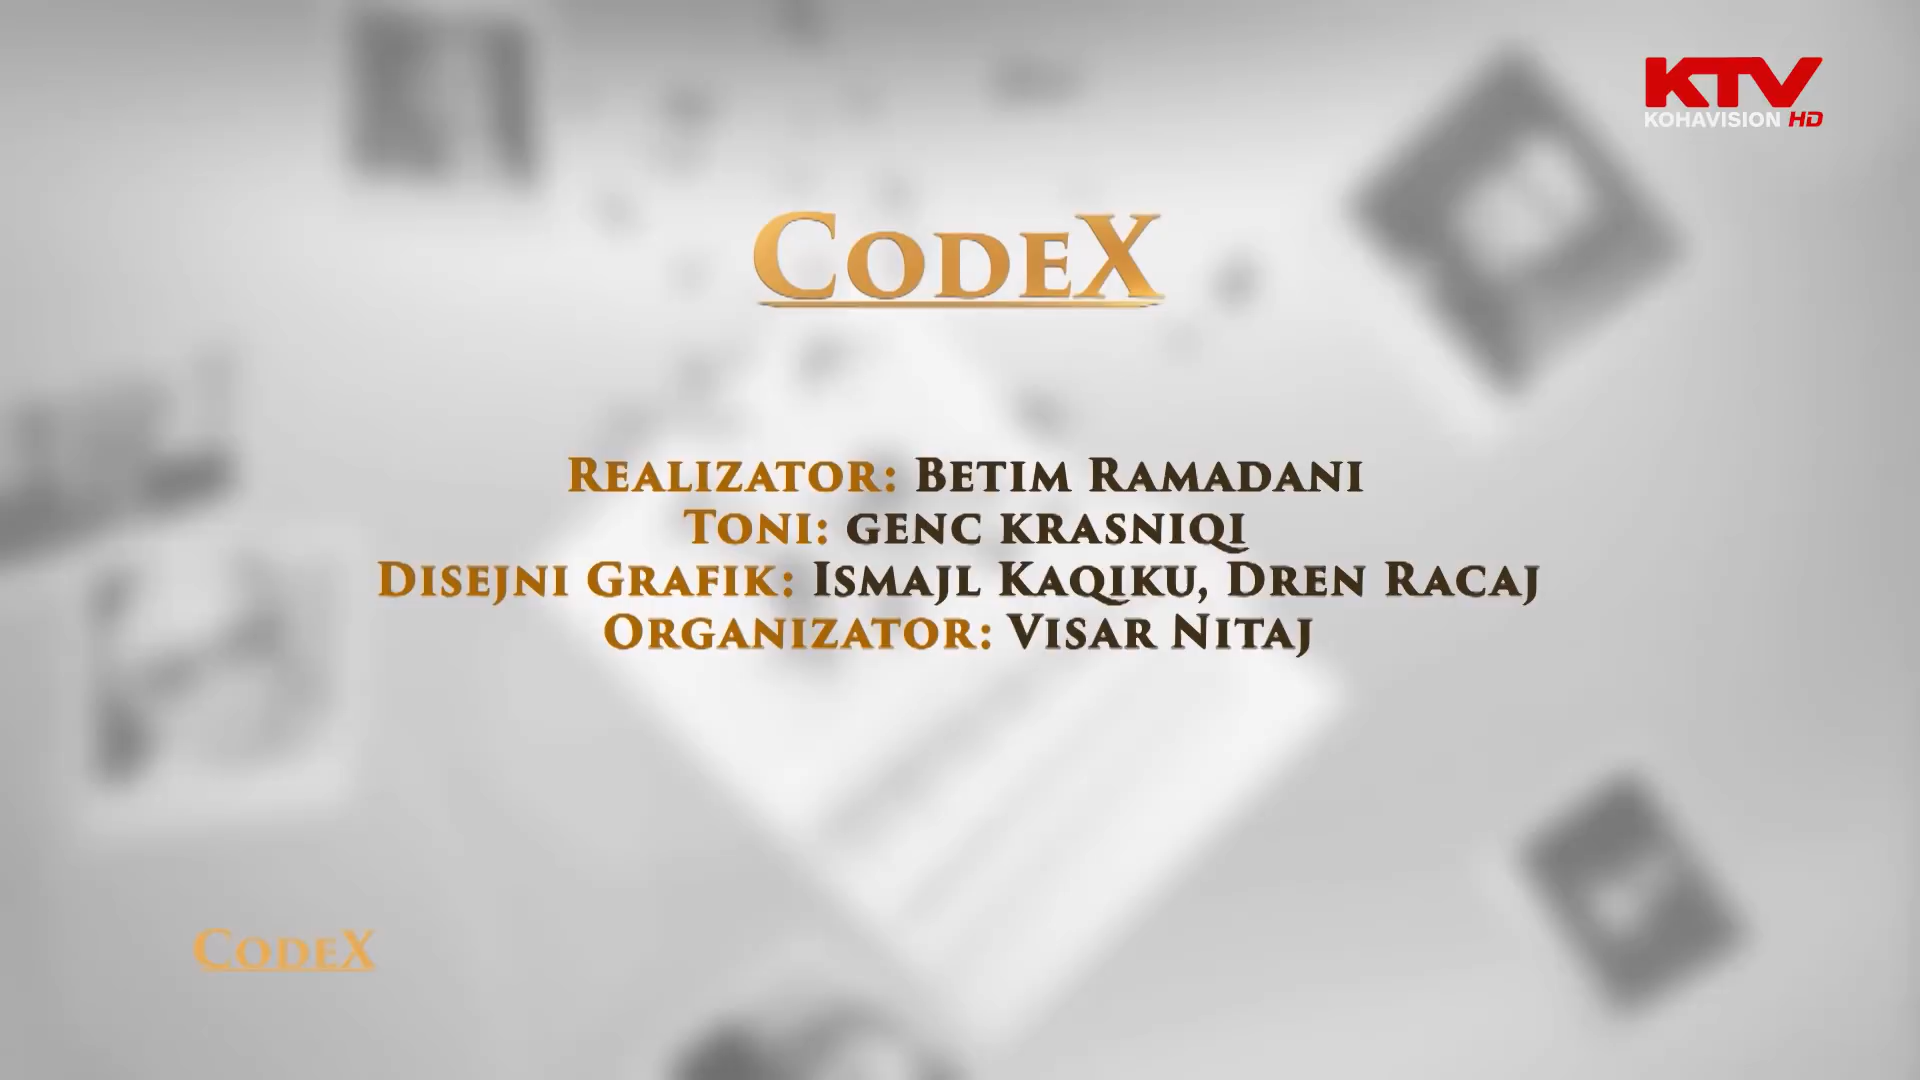 KTV
KOHAVISION HD
CODEX
REALIZATOR: BETIM RAMADANI
TONI: GENC KRASNIQI
DISEJNI GRAFIK: ISMAJL KAQIKU, DREN RACAJ
ORGANIZATOR: VISAR NITAJ
CODEX